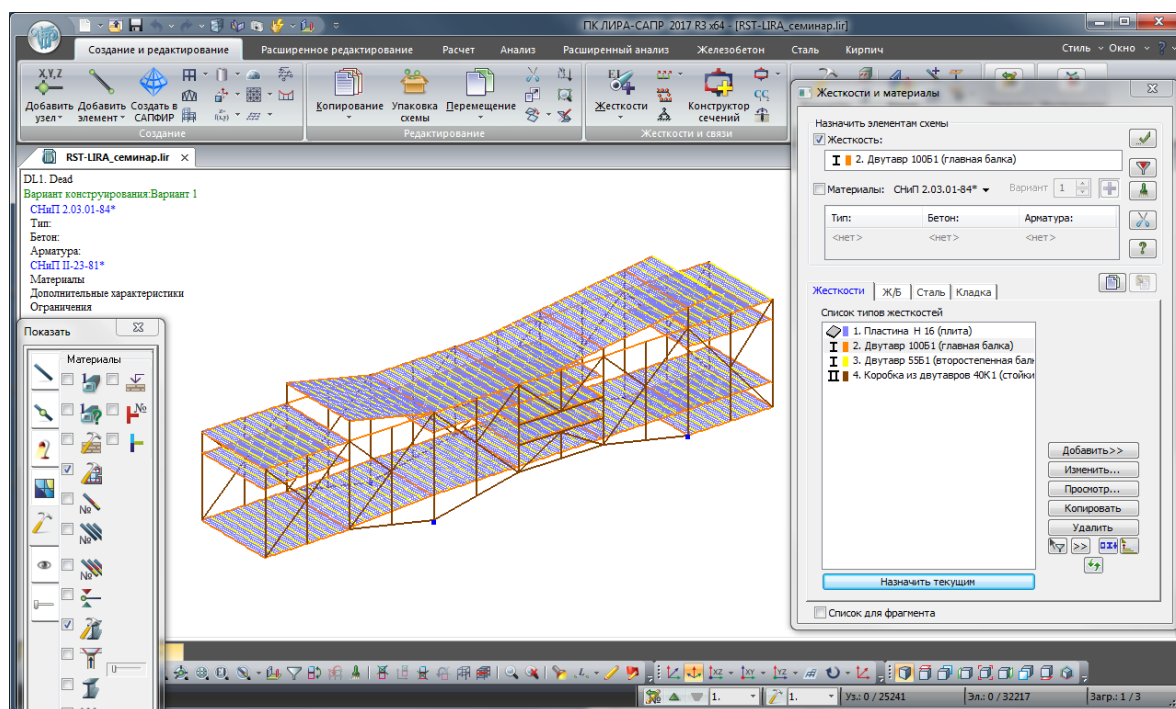 ПК ЛИРА-САПР 2017 R3 x64 - [RST-LIRA_семинар.lir]
Создание и редактирование Расширенное редактирование Расчет Анализ Расширенный анализ Железобетон Сталь Кирпич Стиль Окно ?
X,Y,Z
Добавить узел Добавить элемент Создать в САПФИР
Копирование Упаковка схемы Перемещение
Жесткости Конструктор сечений
Создание Редактирование Жесткости и связи
RST-LIRA_семинар.lir
DL1. Dead
Вариант конструирования:Вариант 1
СНиП 2.03.01-84*
Тип:
Бетон:
Арматура:
СНиП II-23-81*
Материалы
Дополнительные характеристики
Ограничения
Показать
Материалы
Жесткости и материалы
Назначить элементам схемы
Жесткость:
2. Двутавр 100Б1 (главная балка)
Материалы: СНиП 2.03.01-84* Вариант 1
Тип: Бетон: Арматура:
<нет> <нет> <нет>
Жесткости Ж/Б Сталь Кладка
Список типов жесткостей
1. Пластина Н 16 (плита)
2. Двутавр 100Б1 (главная балка)
3. Двутавр 55Б1 (второстепенная балк
4. Коробка из двутавров 40К1 (стойки
Добавить>>
Изменить...
Просмотр...
Копировать
Удалить
>>
Назначить текущим
Список для фрагмента
XZ XY YZ
1. 1. Уз.: 0 / 25241 Эл.: 0 / 32217 Загр.: 1 / 3